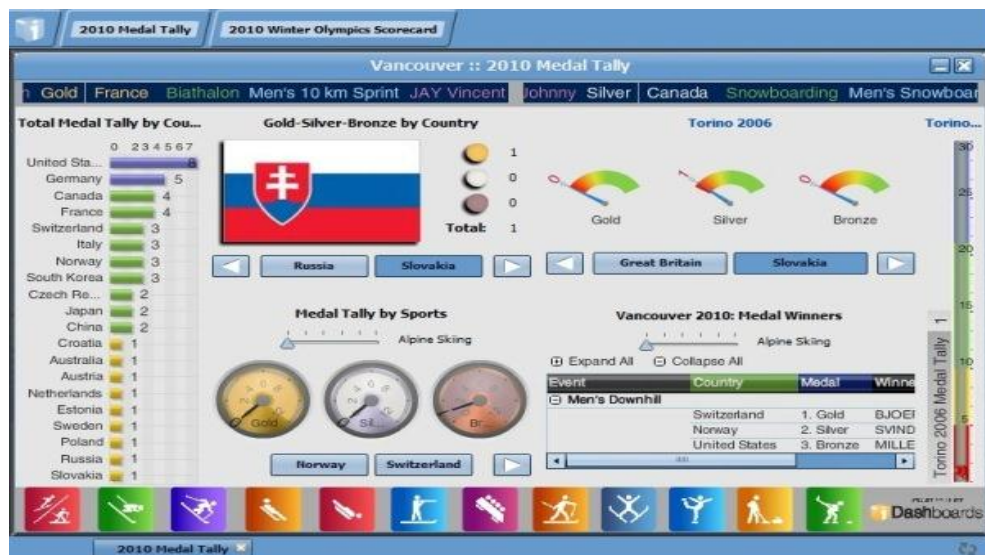 2010 Medal Tally
2010 Winter Olympics Scorecard
Vancouver :: 2010 Medal Tally
Gold France Biathalon Men's 10 km Sprint JAY Vincent Johnny Silver Canada Snowboarding Men's Snowboar
Total Medal Tally by Cou...
0 2 3 4 5 6 7
United Sta... 8
Germany 5
Canada 4
France 4
Switzerland 3
Italy 3
Norway 3
South Korea 3
Czech Re... 2
Japan 2
China 2
Croatia 1
Australia 1
Austria 1
Netherlands 1
Estonia 1
Sweden 1
Poland 1
Russia 1
Slovakia 1
Gold-Silver-Bronze by Country
1
0
0
Total: 1
Russia Slovakia
Torino 2006
0 1 0
Gold Silver Bronze
Great Britain Slovakia
Torino...
30
25
20
15
10
5
Torino 2006 Medal Tally 1
Medal Tally by Sports
Alpine Skiing
Gold Sil... Br...
Norway Switzerland
Vancouver 2010: Medal Winners
Alpine Skiing
Expand All Collapse All
Event Country Medal Winne
Men's Downhill
Switzerland 1. Gold BJOEI
Norway 2. Silver SVIND
United States 3. Bronze MILLE
Dashboards
2010 Medal Tally